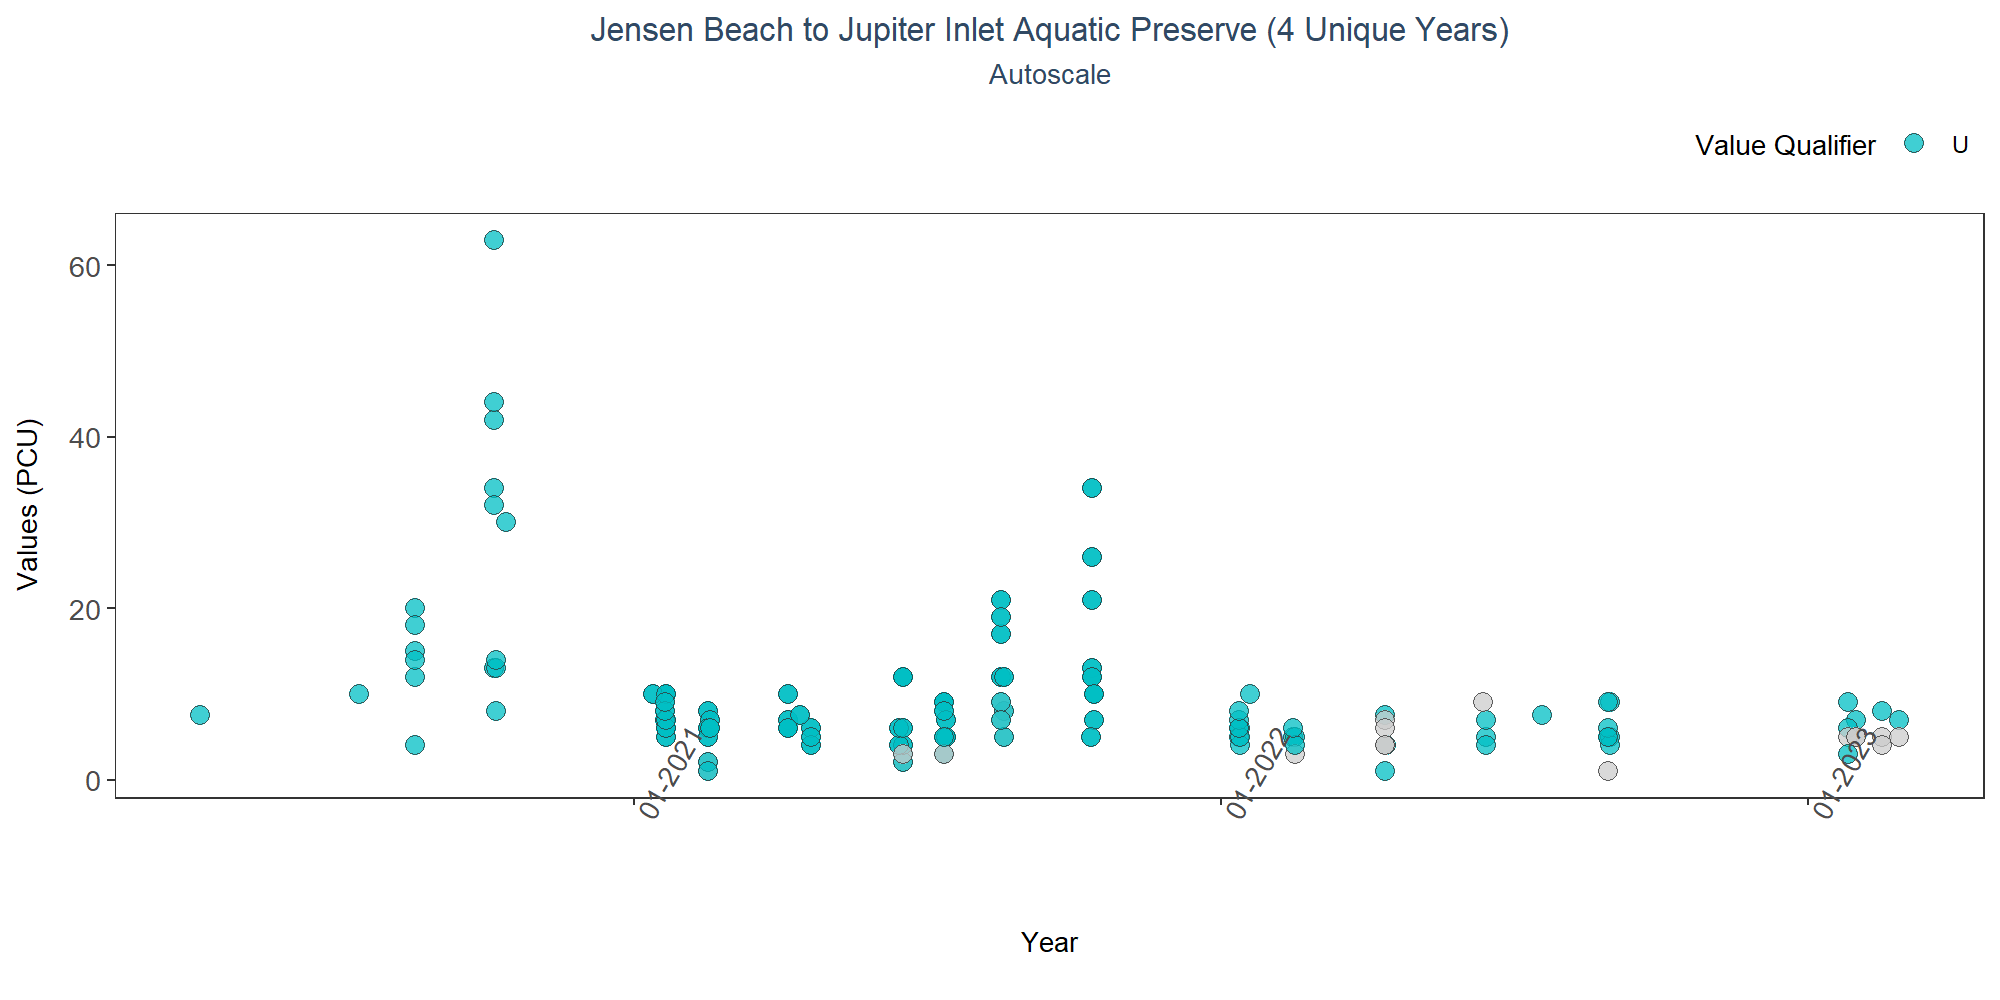 Jensen Beach to Jupiter Inlet Aquatic Preserve (4 Unique Years)
Autoscale
Value Qualifier U
Values (PCU)
60
40
20
0
01-2021
01-2022
01-2023
Year